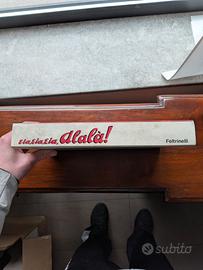 eia, eia, eia, Alalà!
Feltrinelli
subito